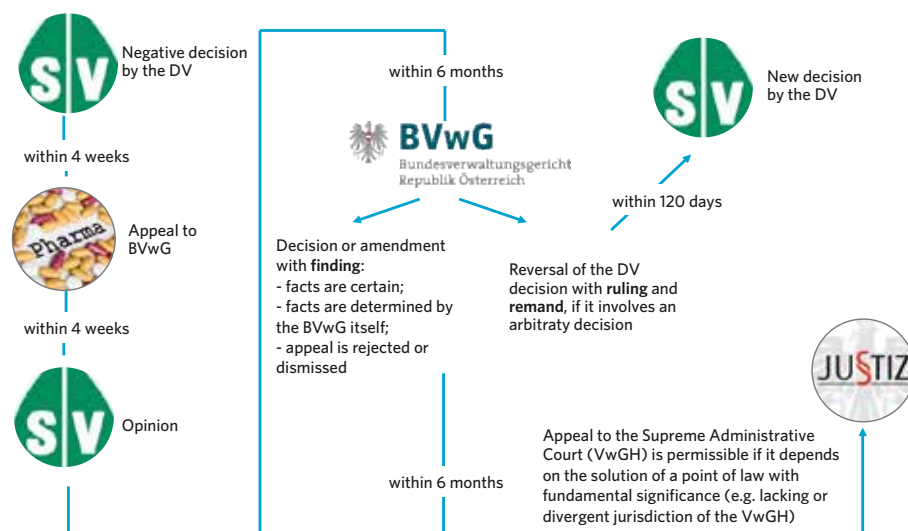 SV
Negative decision
by the DV
within 4 weeks
Pharma
Appeal to
BVwG
within 4 weeks
SV
Opinion
within 6 months
BVwG
Bundesverwaltungsgericht
Republik Österreich
Decision or amendment
with finding:
- facts are certain;
- facts are determined by
the BVwG itself;
- appeal is rejected or
dismissed
Reversal of the DV
decision with ruling and
remand, if it involves an
arbitraty decision
within 120 days
SV
New decision
by the DV
within 6 months
Appeal to the Supreme Administrative
Court (VwGH) is permissible if it depends
on the solution of a point of law with
fundamental significance (e.g. lacking or
divergent jurisdiction of the VwGH)
JU§TIZ